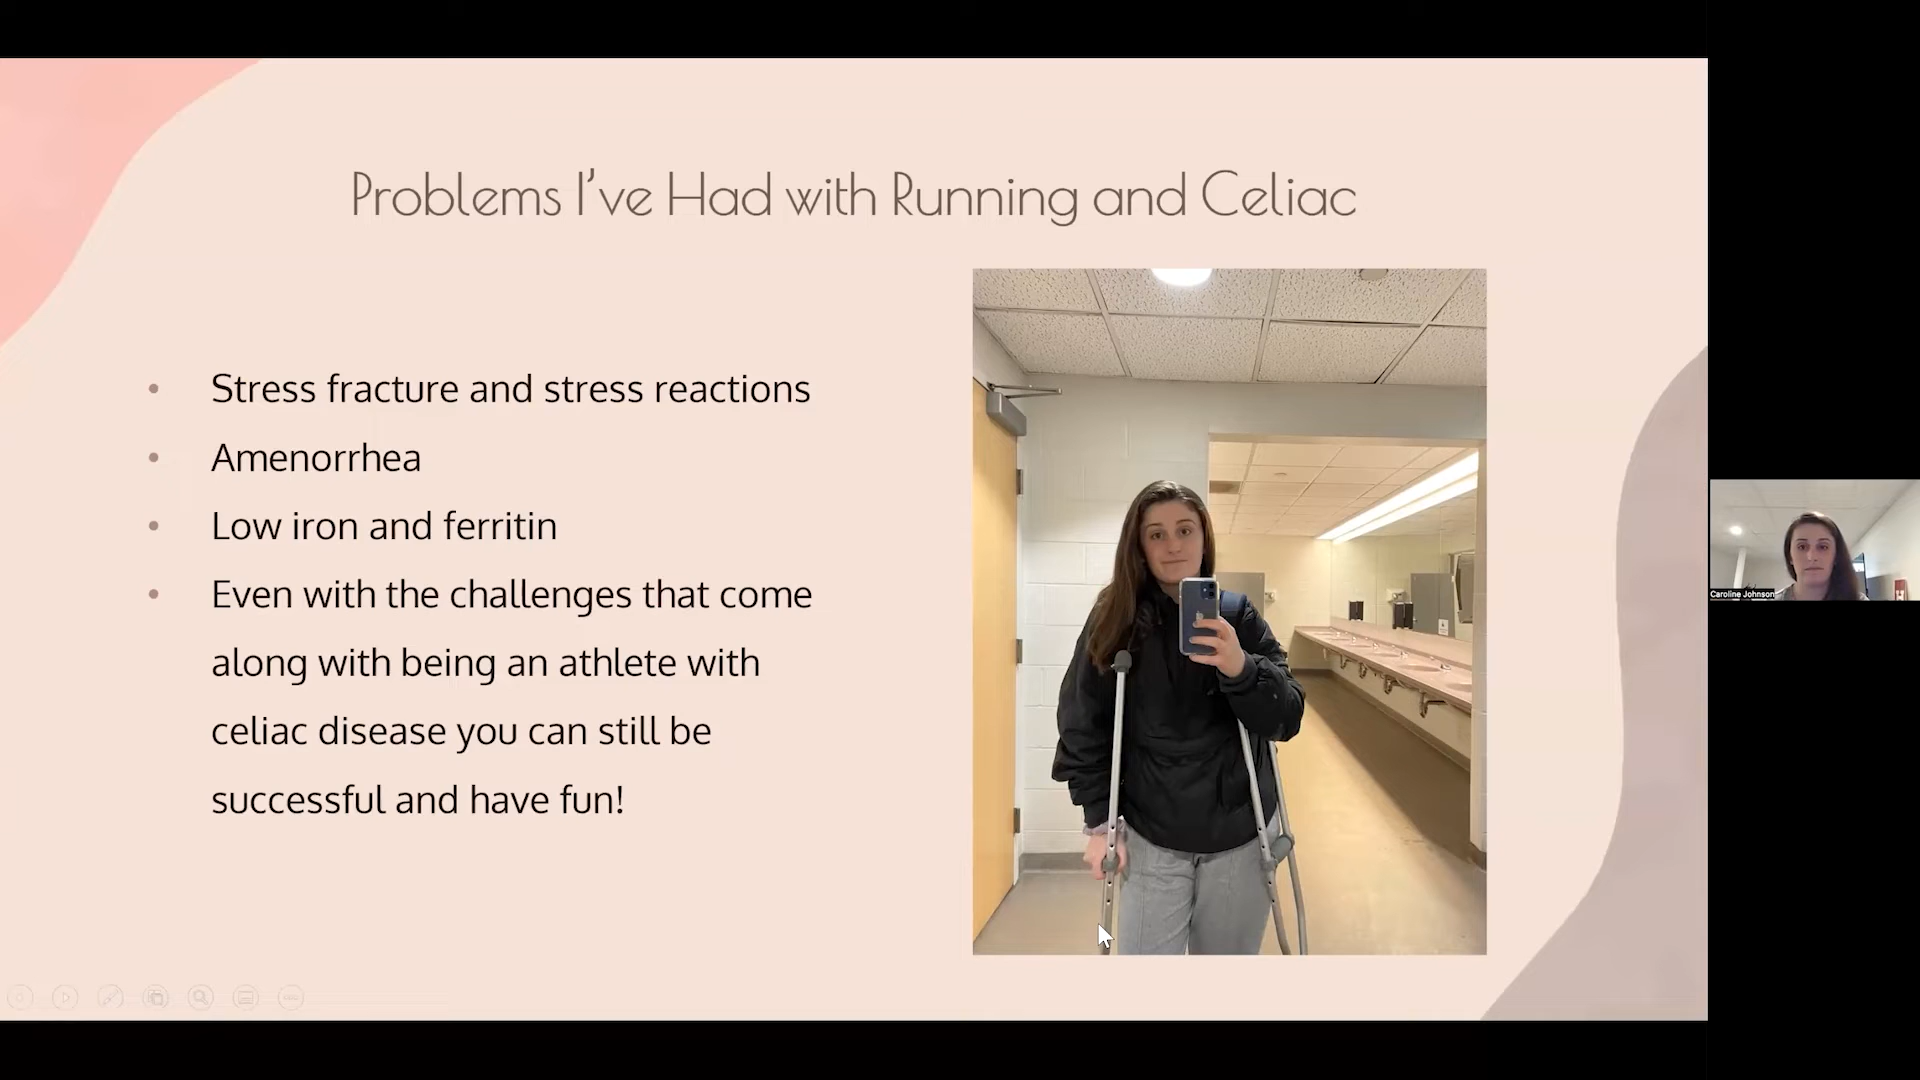 Problems I've Had with Running and Celiac
Stress fracture and stress reactions
Amenorrhea
Low iron and ferritin
Even with the challenges that come
along with being an athlete with
celiac disease you can still be
successful and have fun!
Caroline Johnson